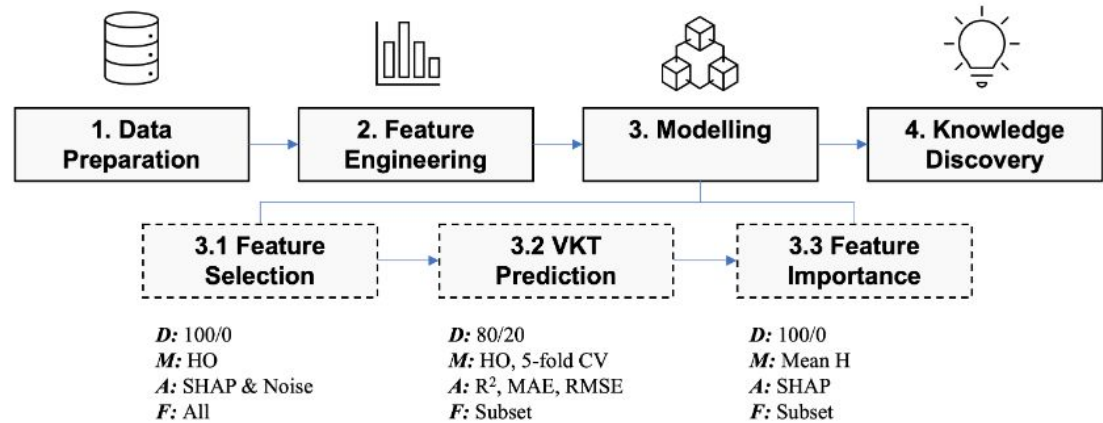 1. Data
Preparation
2. Feature
Engineering
3. Modelling
4. Knowledge
Discovery
3.1 Feature
Selection
3.2 VKT
Prediction
3.3 Feature
Importance
D: 100/0
M: HO
A: SHAP & Noise
F: All
D: 80/20
M: HO, 5-fold CV
A: R², MAE, RMSE
F: Subset
D: 100/0
M: Mean H
A: SHAP
F: Subset